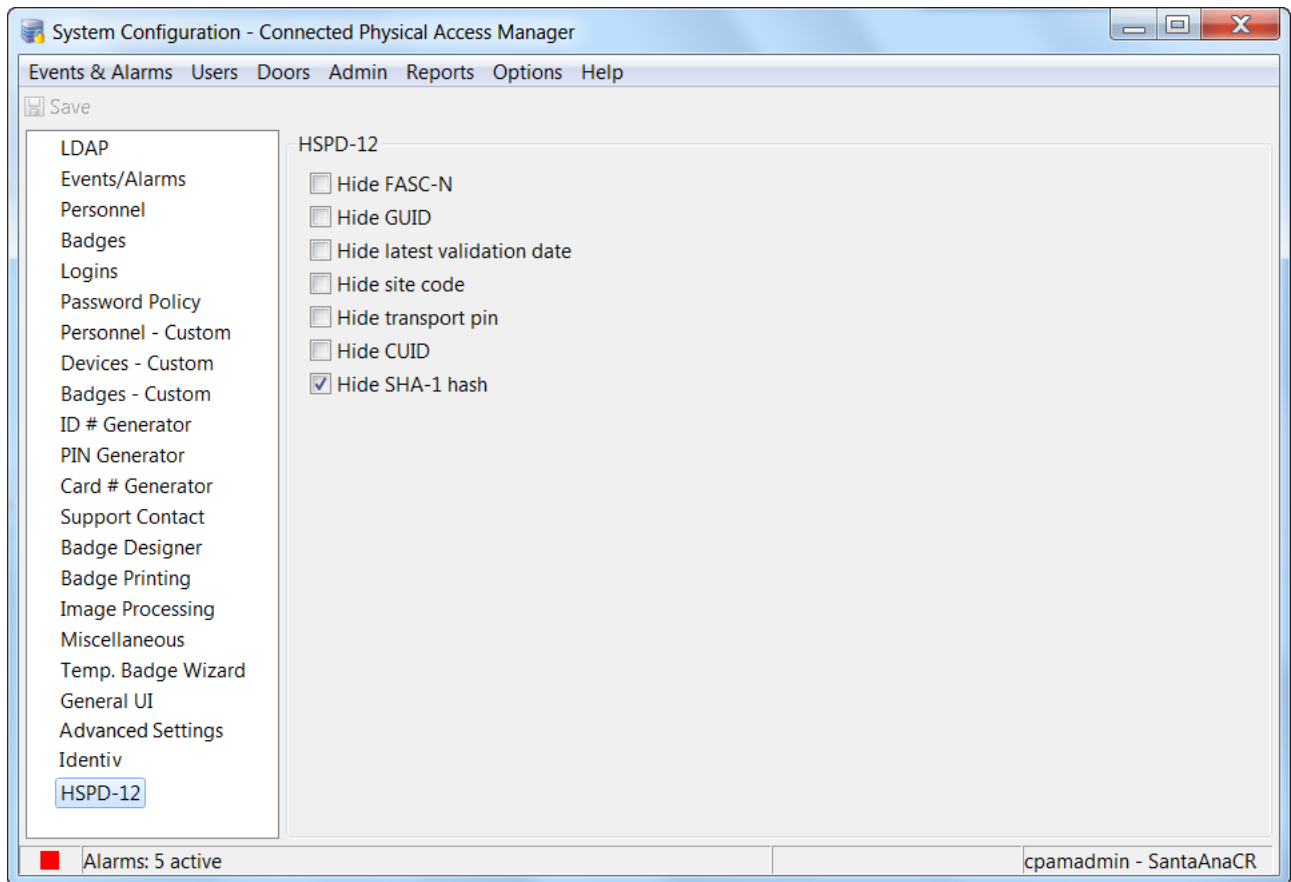 System Configuration - Connected Physical Access Manager
Events & Alarms Users Doors Admin Reports Options Help
Save
LDAP
Events/Alarms
Personnel
Badges
Logins
Password Policy
Personnel - Custom
Devices - Custom
Badges - Custom
ID # Generator
PIN Generator
Card # Generator
Support Contact
Badge Designer
Badge Printing
Image Processing
Miscellaneous
Temp. Badge Wizard
General UI
Advanced Settings
Identiv
HSPD-12
HSPD-12
Hide FASC-N
Hide GUID
Hide latest validation date
Hide site code
Hide transport pin
Hide CUID
Hide SHA-1 hash
Alarms: 5 active
cpamadmin - SantaAnaCR